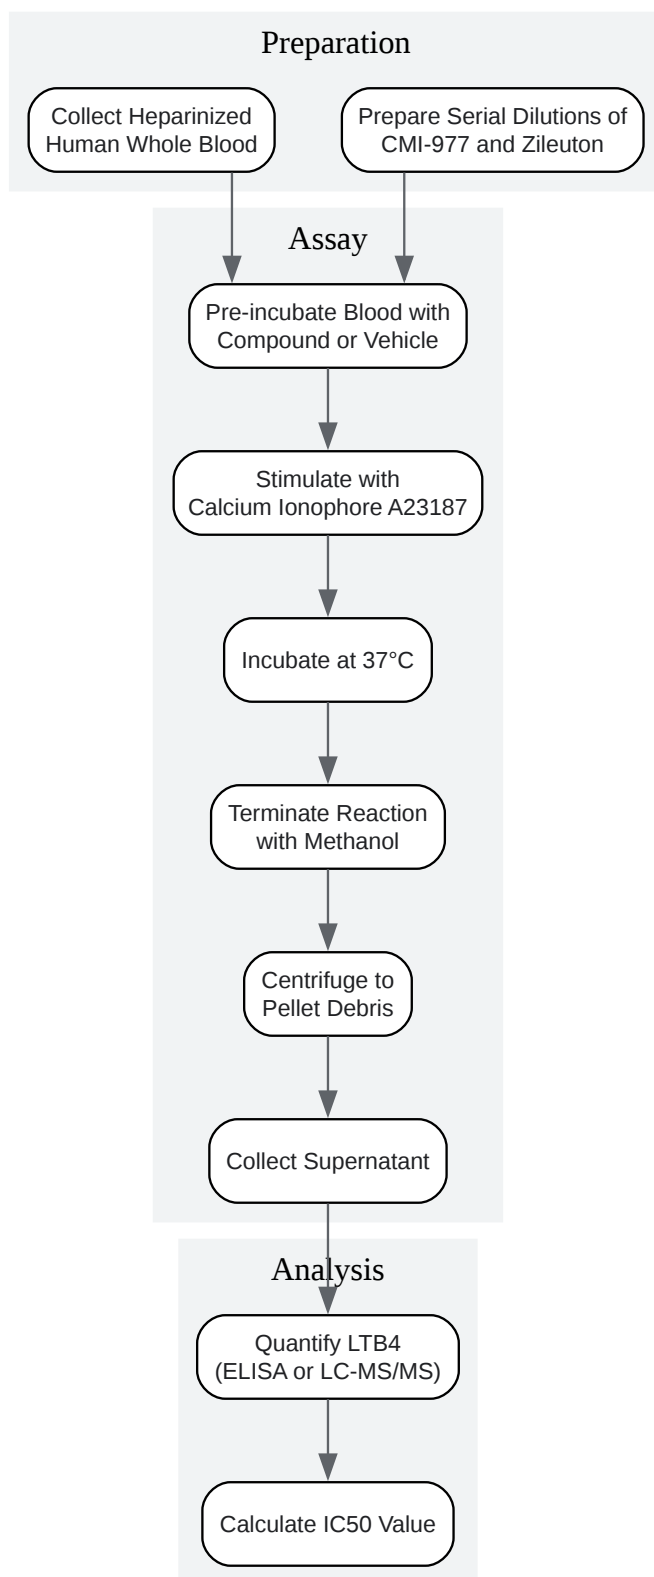 Preparation
Collect Heparinized
Human Whole Blood
Prepare Serial Dilutions of
CMI-977 and Zileuton
Assay
Pre-incubate Blood with
Compound or Vehicle
Stimulate with
Calcium Ionophore A23187
Incubate at 37°C
Terminate Reaction
with Methanol
Centrifuge to
Pellet Debris
Collect Supernatant
Analysis
Quantify LTB4
(ELISA or LC-MS/MS)
Calculate IC50 Value